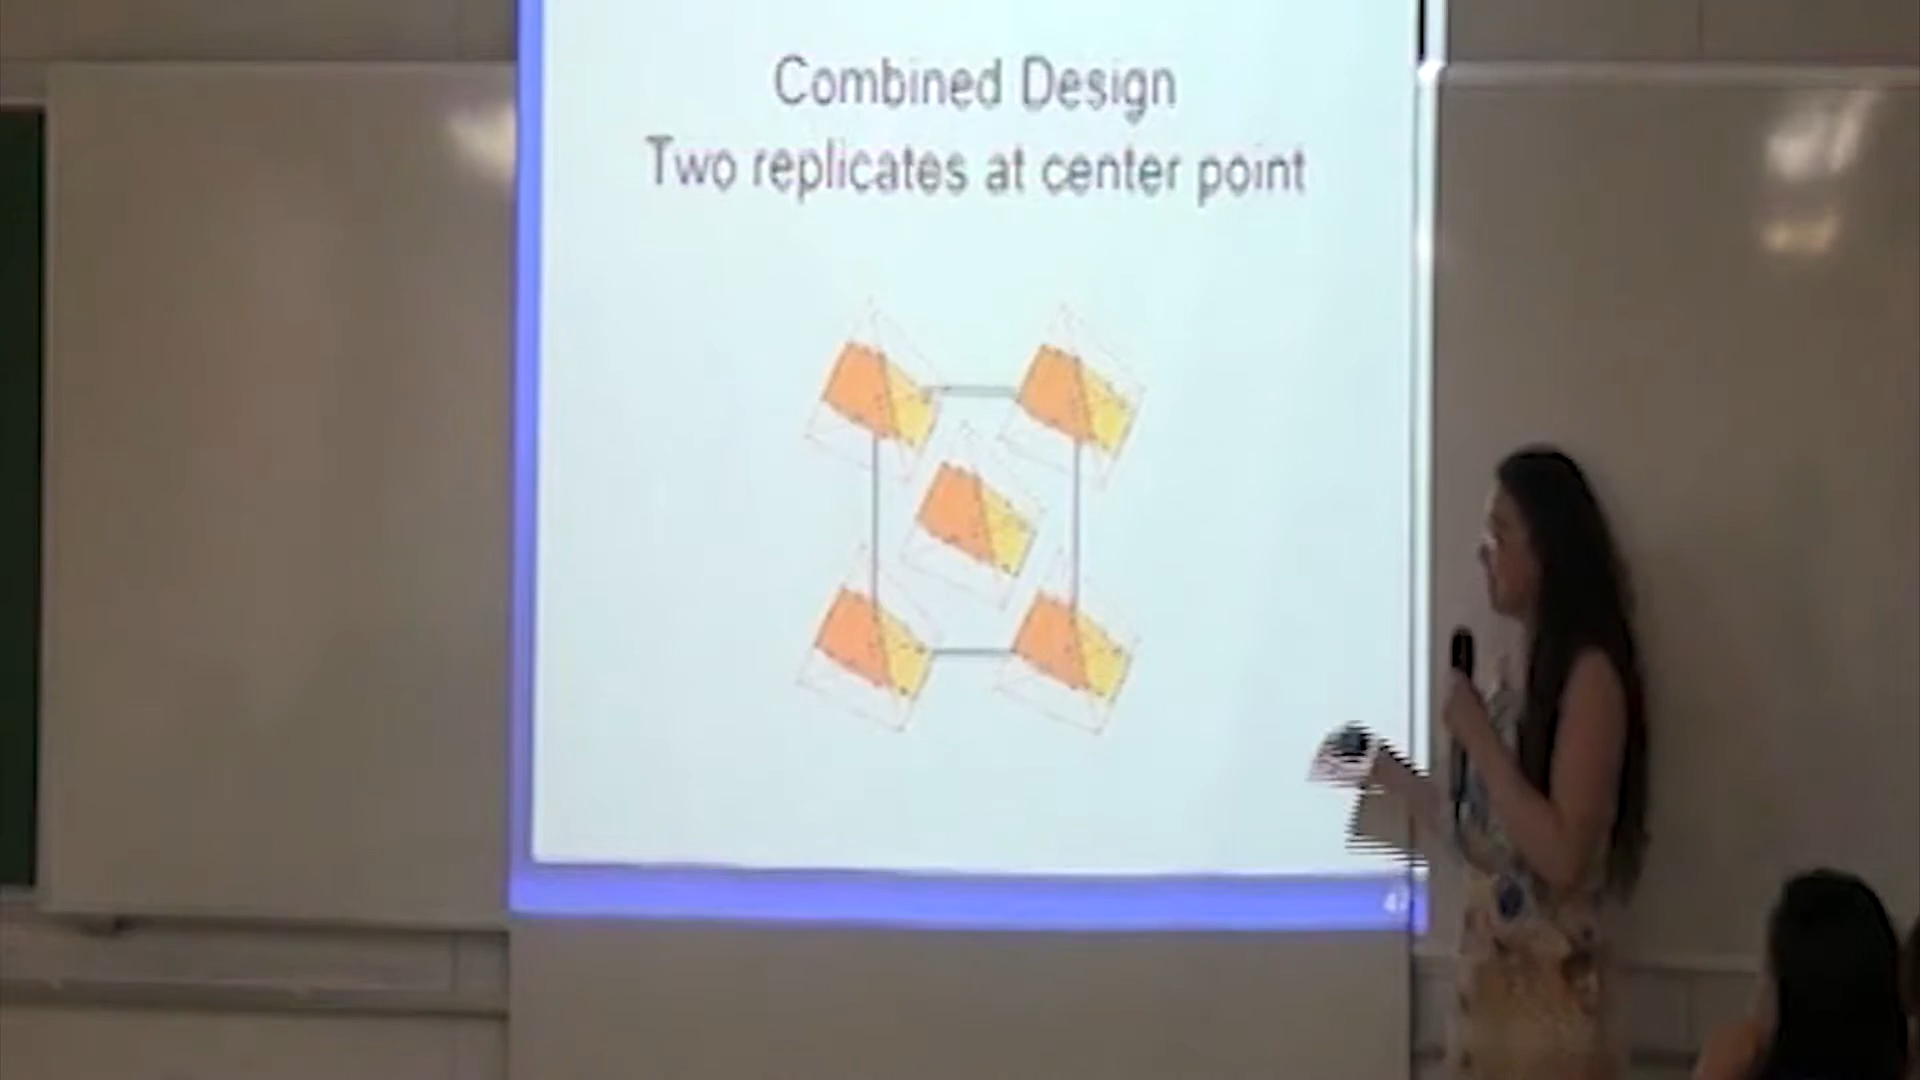 Combined Design
Two replicates at center point